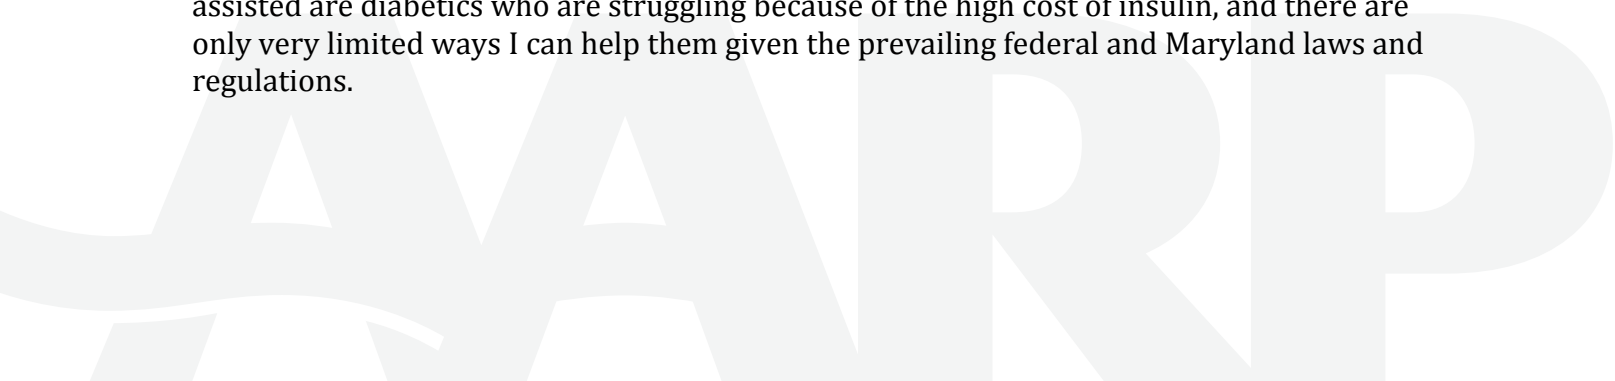 assisted are diabetics who are struggling because of the high cost of insulin, and there are
only very limited ways I can help them given the prevailing federal and Maryland laws and
regulations.
AARP